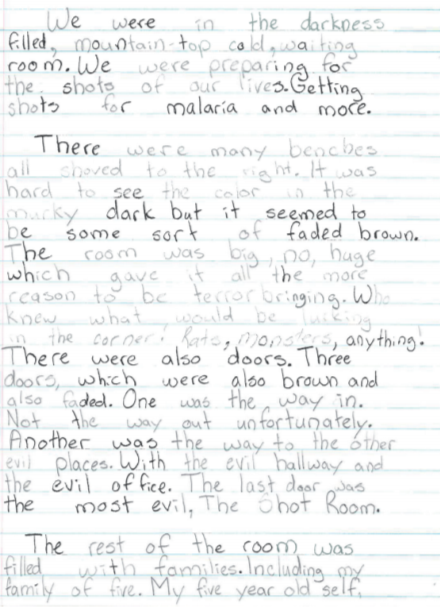 We were in the darkness
filled, mountain-top cold, waiting
room. We were preparing for
the shots of our lives. Getting
shots for malaria and more.
There were many benches
all shoved to the right. It was
hard to see the color in the
murky dark but it seemed to
be some sort of faded brown.
The room was big, no, huge
which gave it all the more
reason to be terror bringing. Who
knew what would be lurking
in the corner. Rats, monsters, anything!
There were also doors. Three
doors, which were also brown and
also faded. One was the way in.
Not the way out unfortunately.
Another was the way to the other
evil places. With the evil hallway and
the evil office. The last door was
the most evil, The Shot Room.
The rest of the room was
filled with families. Including my
family of five. My five year old self,